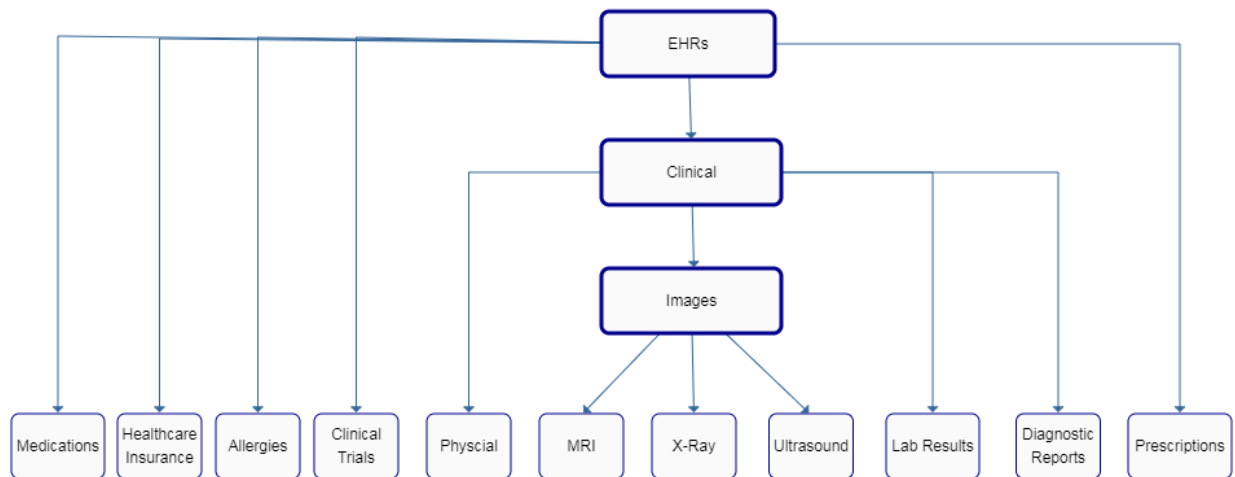 EHRs
Clinical
Images
Medications
Healthcare
Insurance
Allergies
Clinical
Trials
Physcial
MRI
X-Ray
Ultrasound
Lab Results
Diagnostic
Reports
Prescriptions